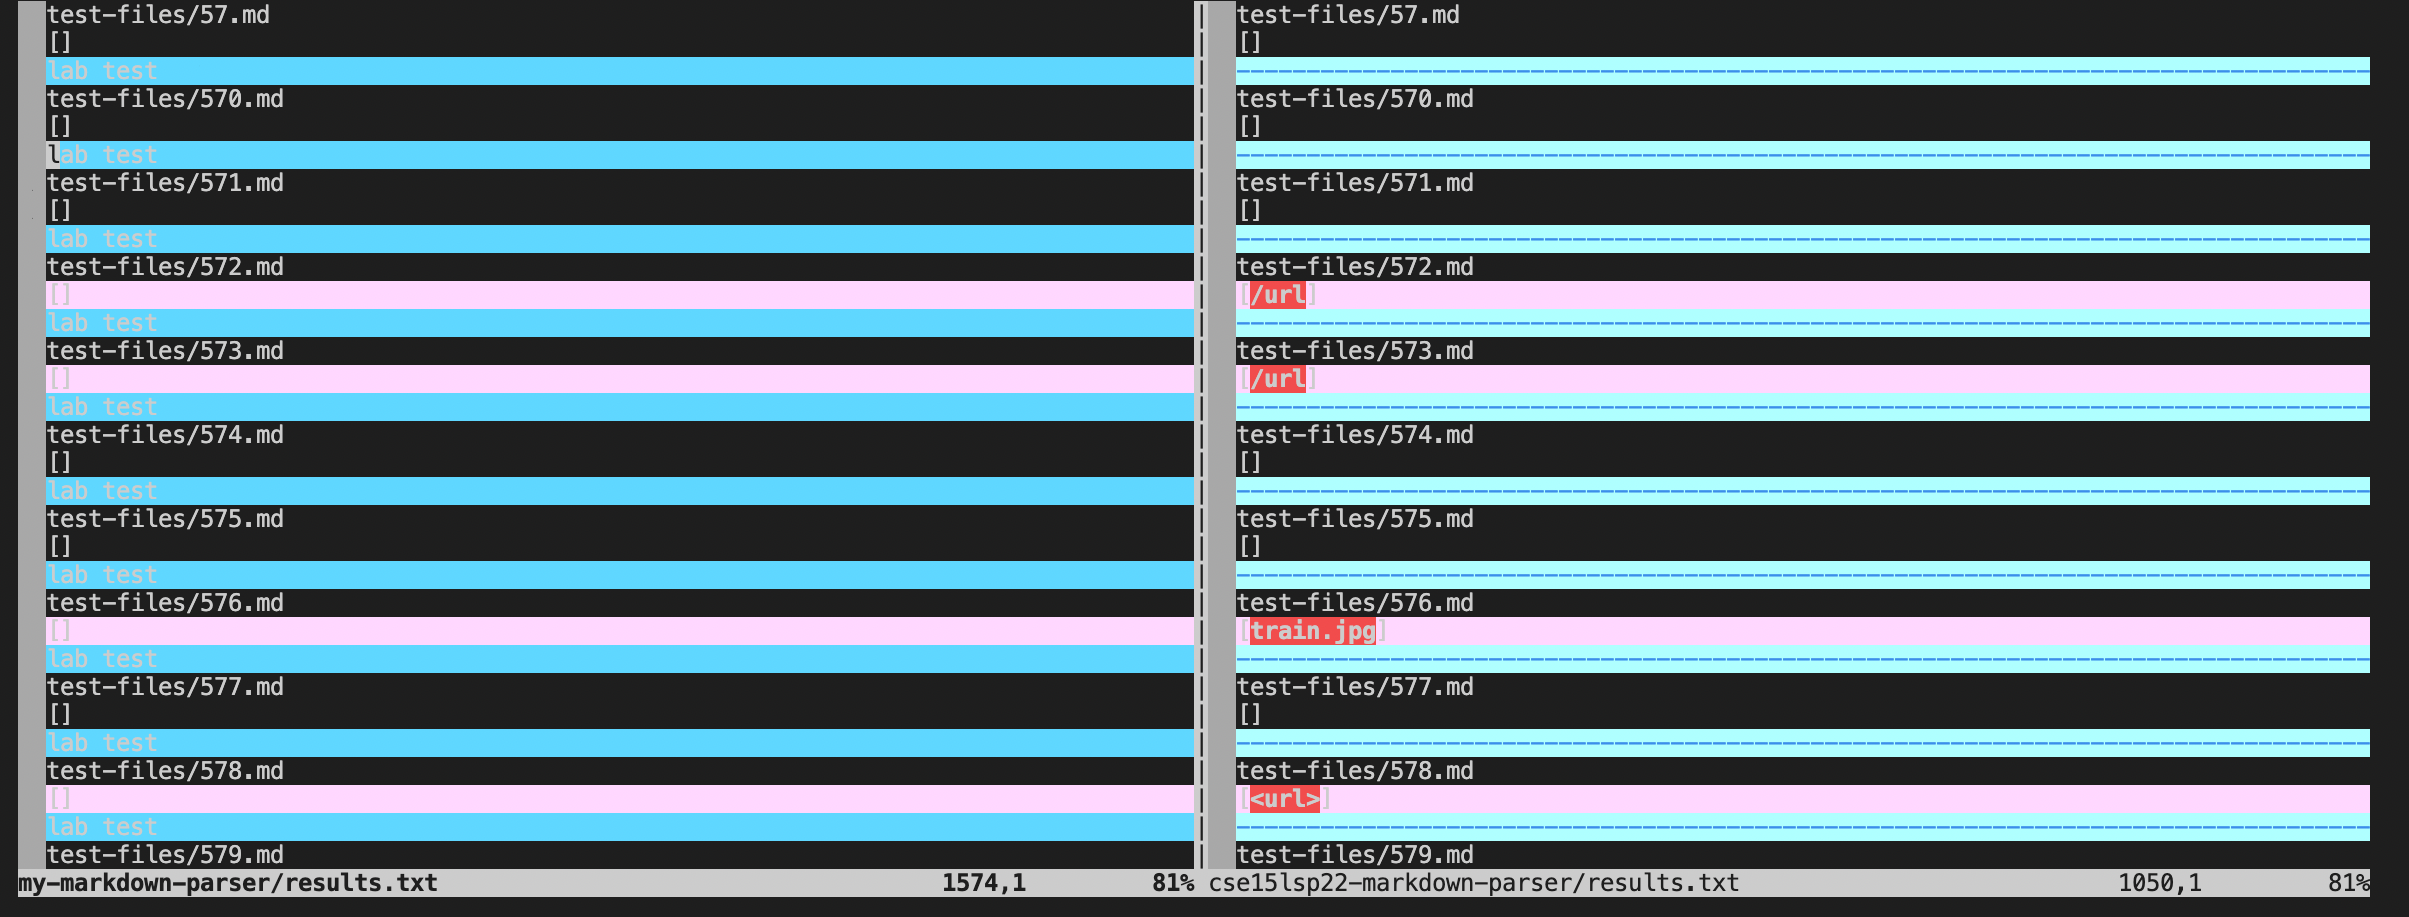 test-files/57.md
[]
lab test
test-files/570.md
[]
lab test
test-files/571.md
[]
lab test
test-files/572.md
[]
lab test
test-files/573.md
[]
lab test
test-files/574.md
[]
lab test
test-files/575.md
[]
lab test
test-files/576.md
[]
lab test
test-files/577.md
[]
lab test
test-files/578.md
[]
lab test
test-files/579.md
my-markdown-parser/results.txt 1574,1 81%
test-files/57.md
[]
test-files/570.md
[]
test-files/571.md
[]
test-files/572.md
[/url]
test-files/573.md
[/url]
test-files/574.md
[]
test-files/575.md
[]
test-files/576.md
[train.jpg]
test-files/577.md
[]
test-files/578.md
[<url>]
test-files/579.md
cse15lsp22-markdown-parser/results.txt 1050,1 81%